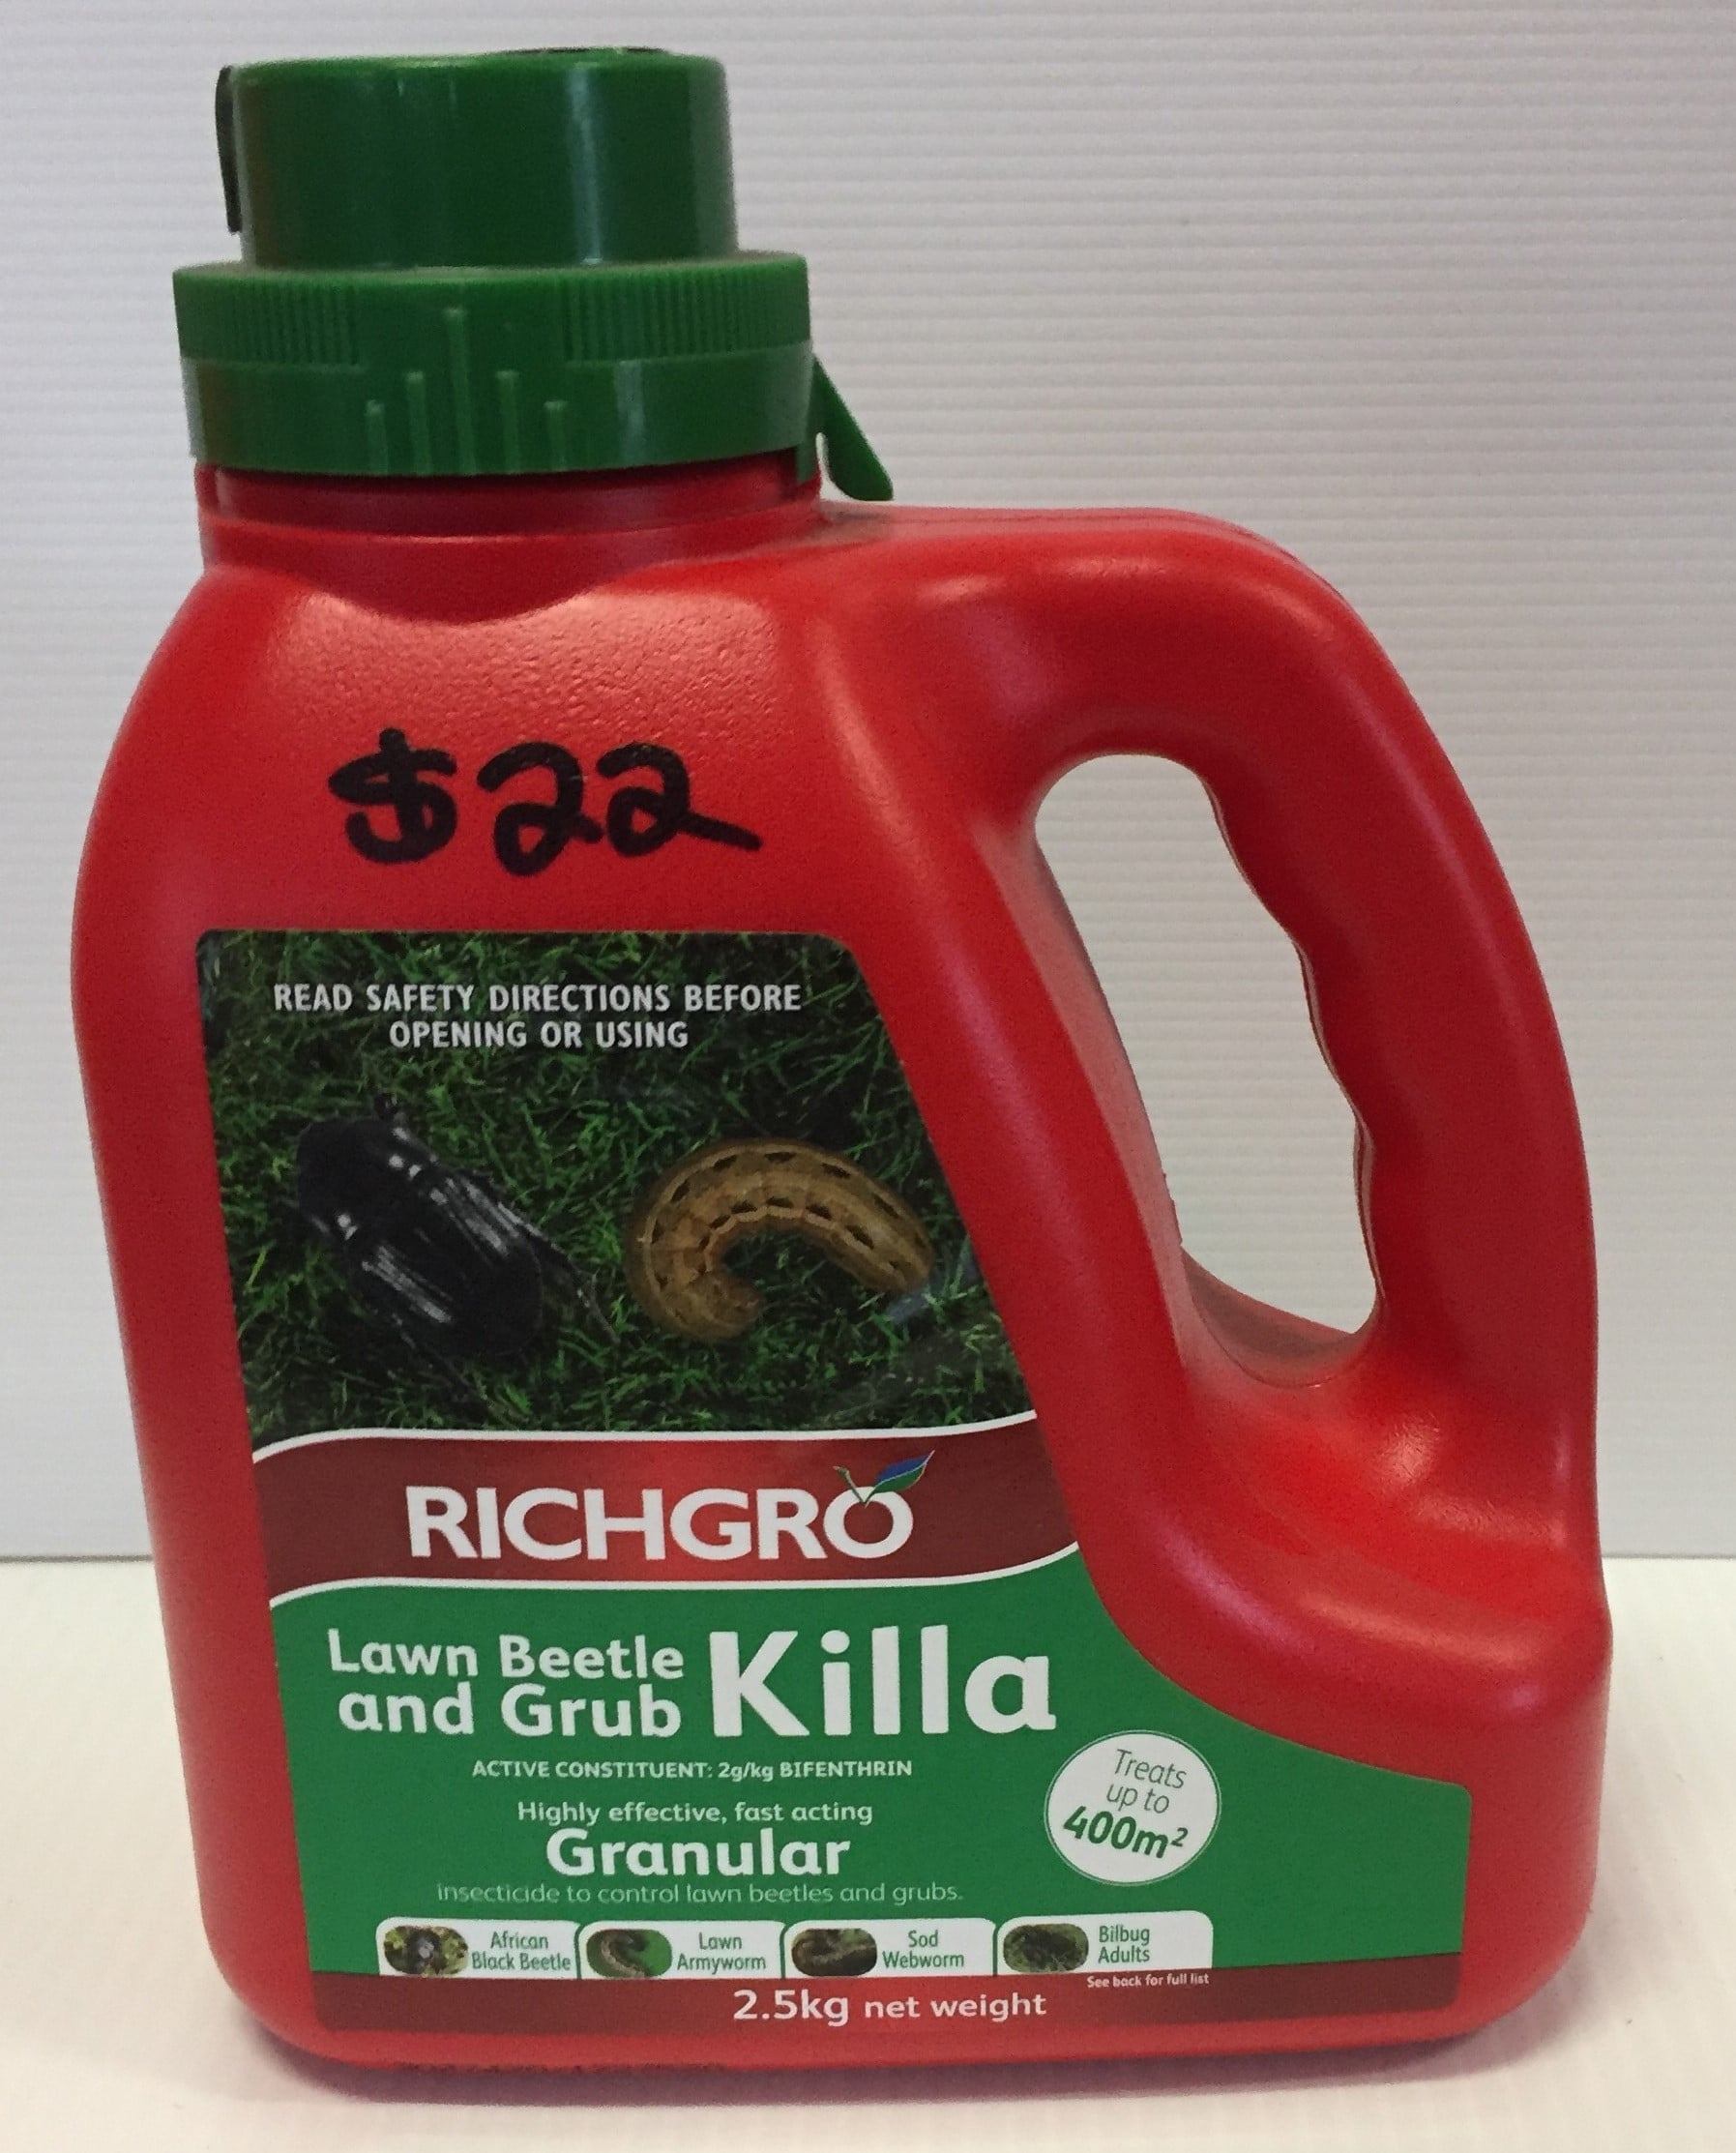 $22
READ SAFETY DIRECTIONS BEFORE
OPENING OR USING
RICHGRO
Lawn Beetle
and Grub
Killa
ACTIVE CONSTITUENT: 2g/kg BIFENTHRIN
Highly effective, fast acting
Granular
insecticide to control lawn beetles and grubs.
Treats
up to
400m²
African
Black Beetle
Lawn
Armyworm
Sod
Webworm
Bilbug
Adults
See back for full list
2.5kg net weight